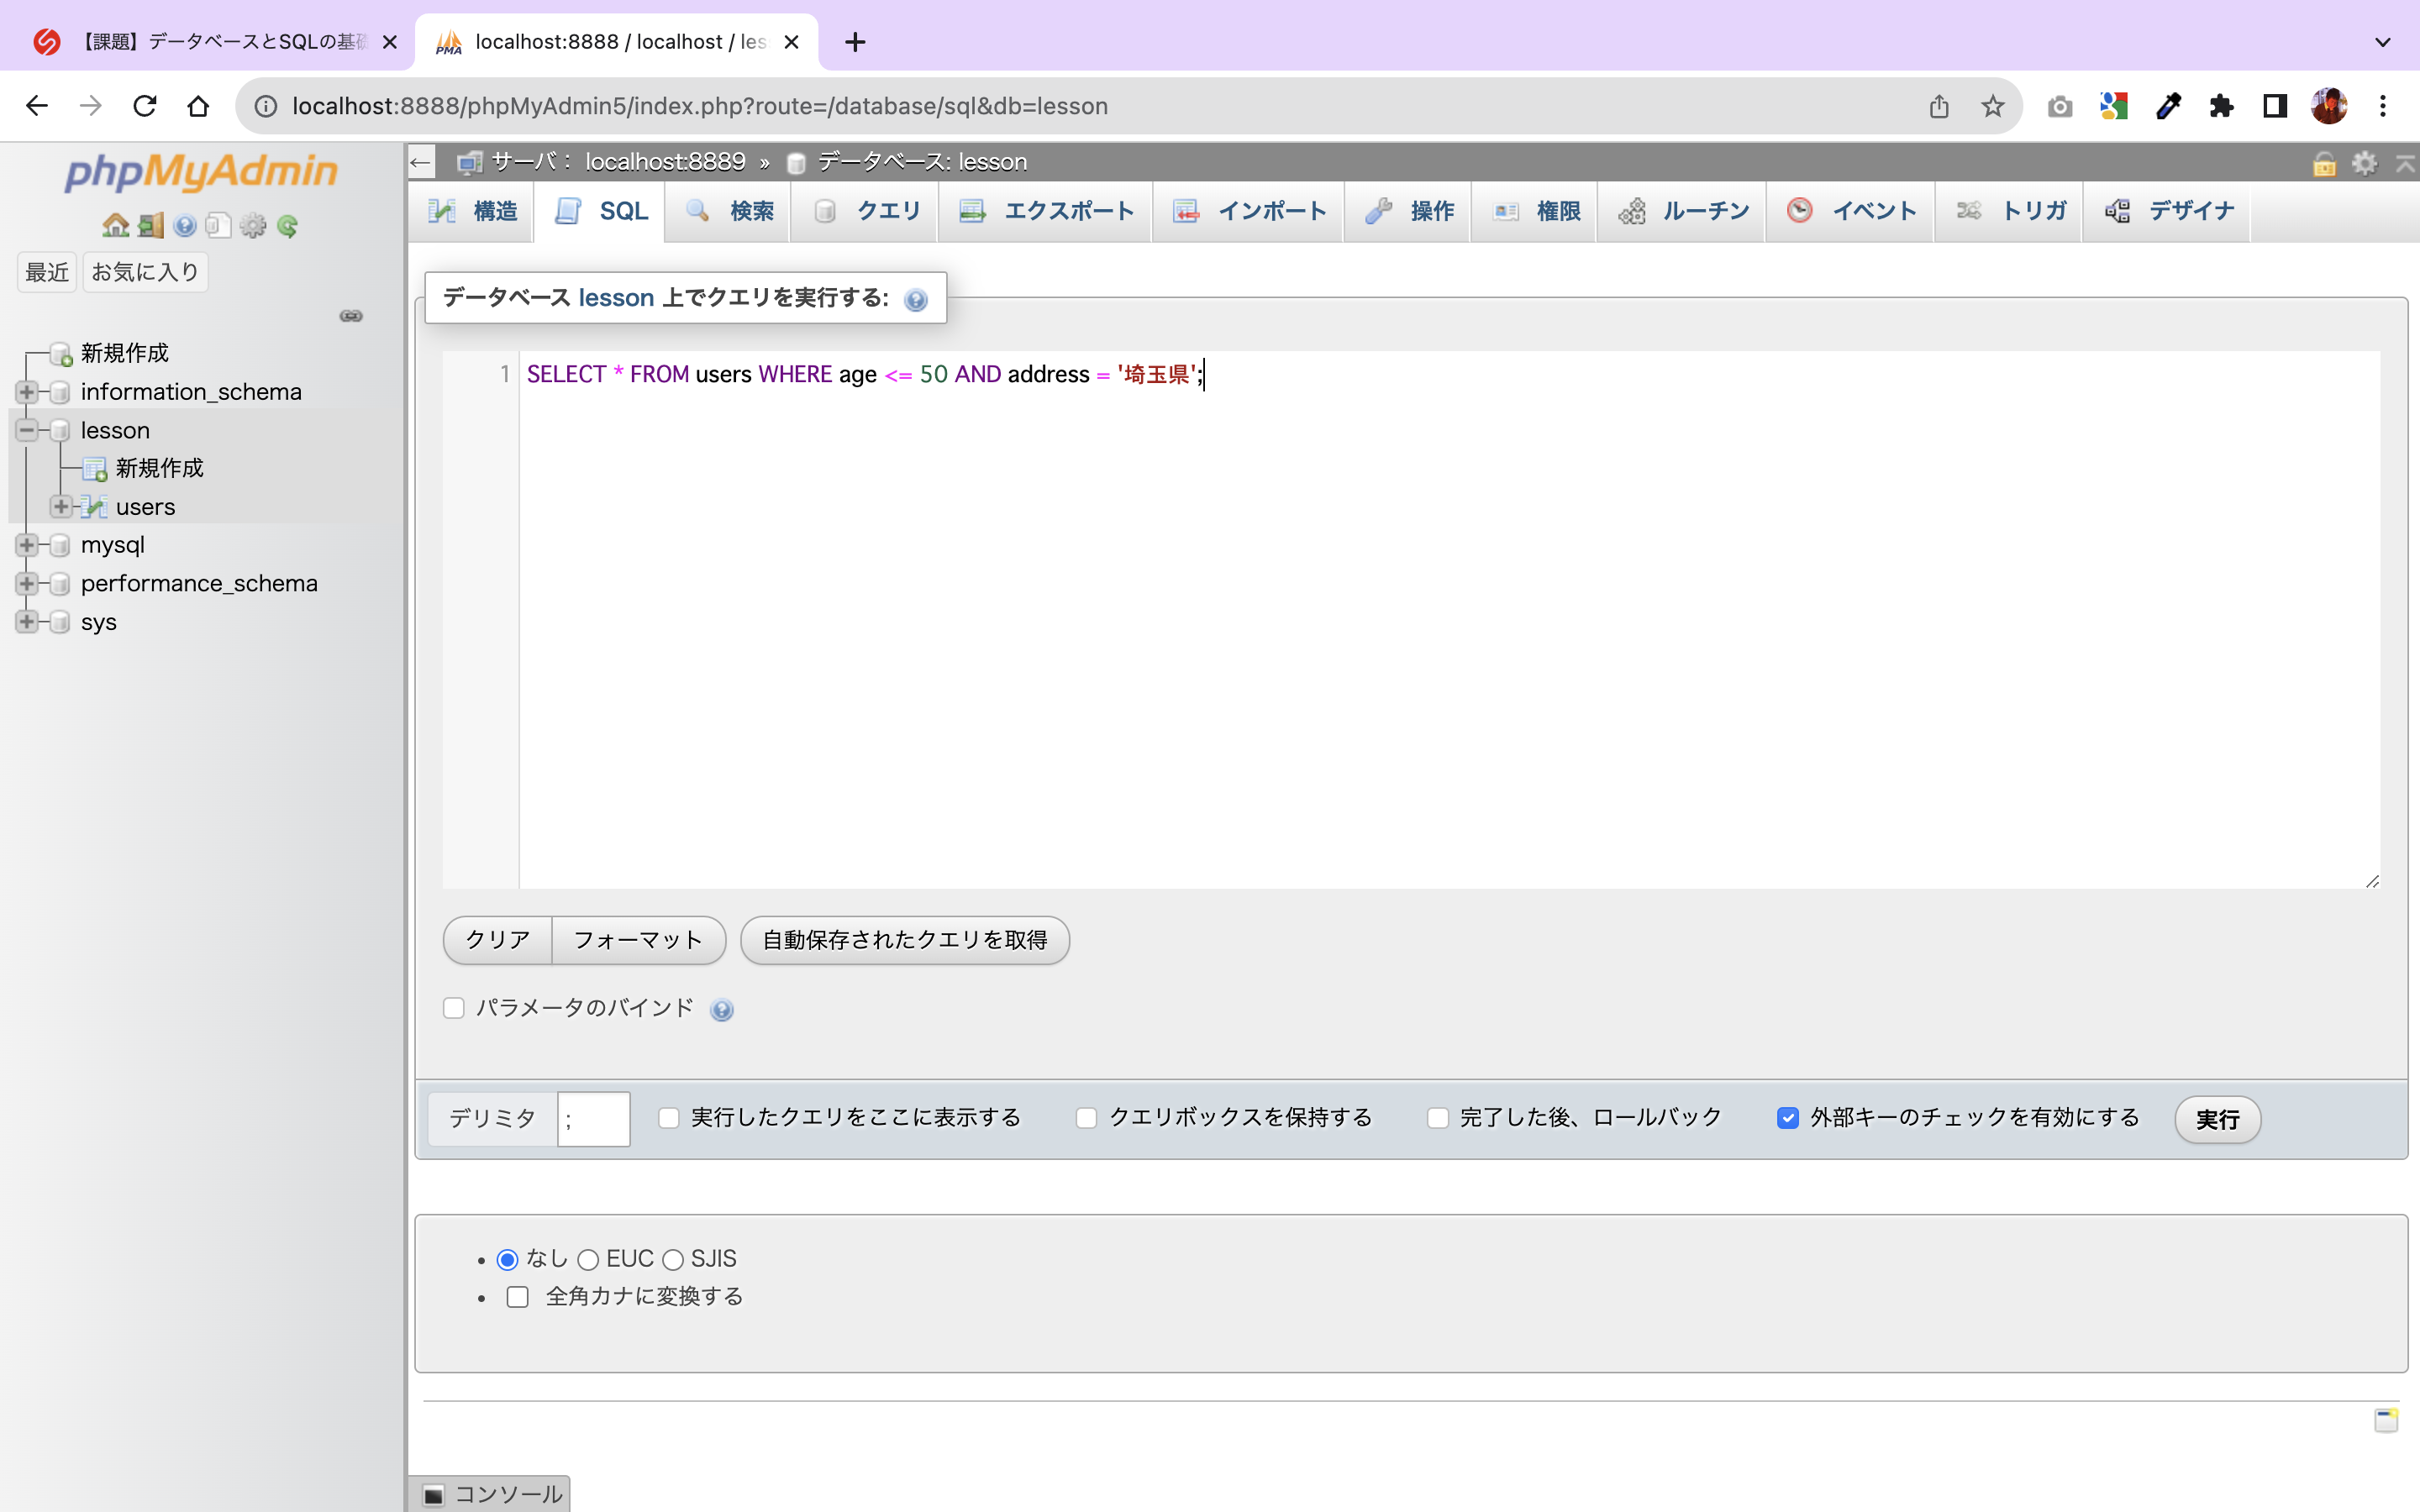 【課題】データベースとSQLの基礎
localhost:8888 / localhost / les
localhost:8888/phpMyAdmin5/index.php?route=/database/sql&db=lesson
phpMyAdmin
最近 お気に入り
新規作成
information_schema
lesson
新規作成
users
mysql
performance_schema
sys
サーバ: localhost:8889 » データベース: lesson
構造 SQL 検索 クエリ エクスポート インポート 操作 権限 ルーチン イベント トリガ デザイナ
データベース lesson 上でクエリを実行する:
1 SELECT * FROM users WHERE age <= 50 AND address = '埼玉県';
クリア フォーマット 自動保存されたクエリを取得
パラメータのバインド
デリミタ ; 実行したクエリをここに表示する クエリボックスを保持する 完了した後、ロールバック 外部キーのチェックを有効にする 実行
なし EUC SJIS
全角カナに変換する
コンソール